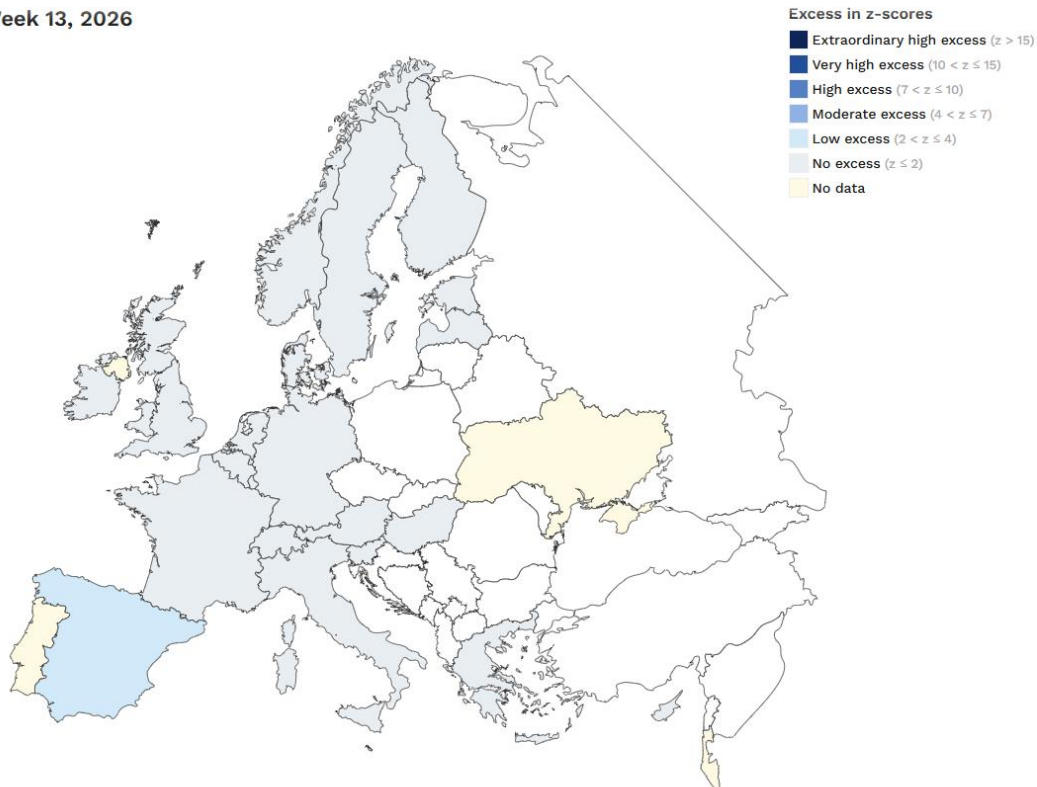 eek 13, 2026
Excess in z-scores
Extraordinary high excess (z > 15)
Very high excess (10 < z ≤ 15)
High excess (7 < z ≤ 10)
Moderate excess (4 < z ≤ 7)
Low excess (2 < z ≤ 4)
No excess (z ≤ 2)
No data